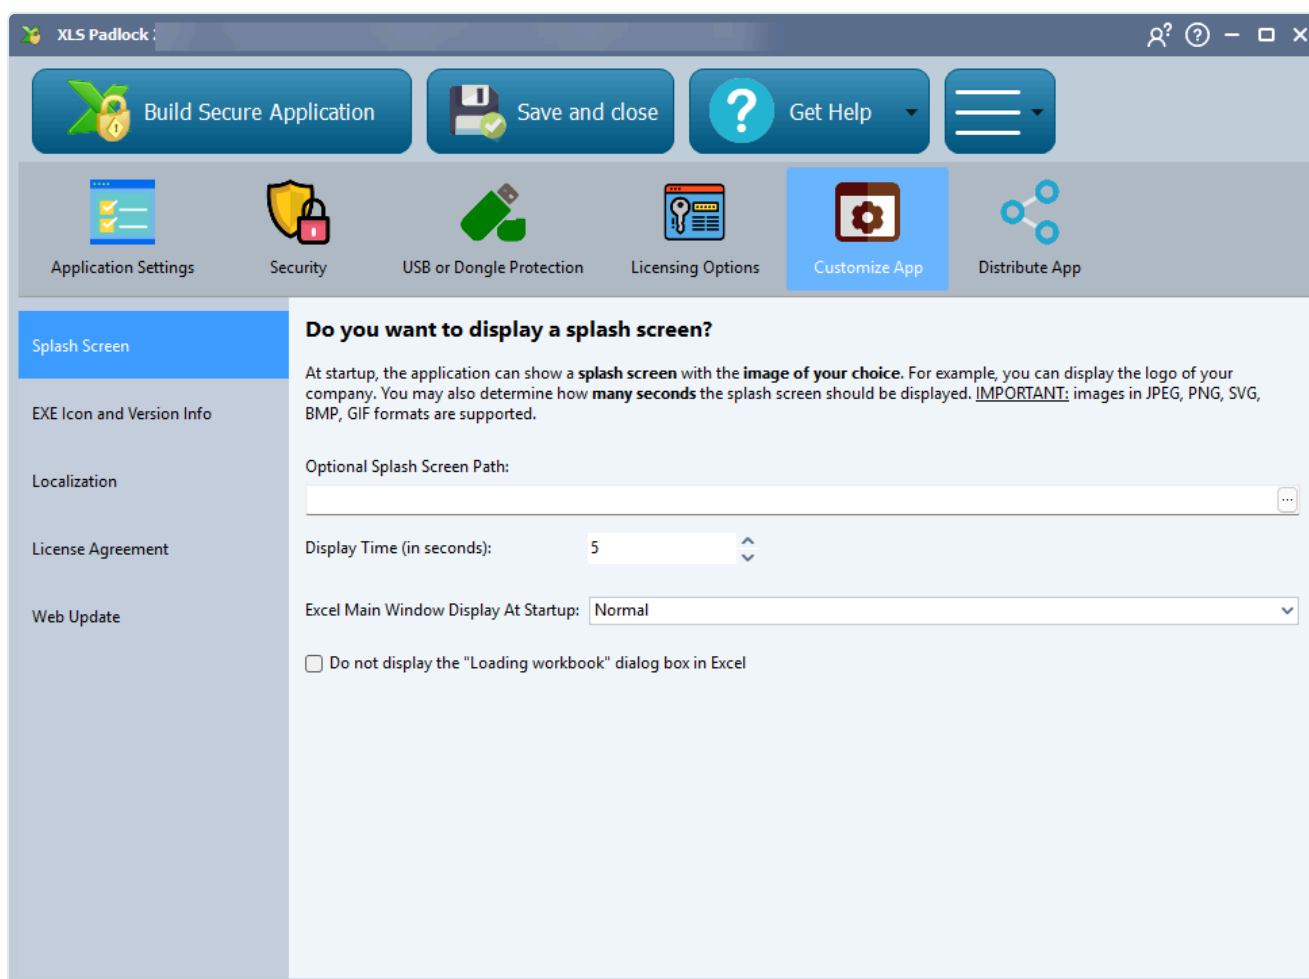 XLS Padlock
Build Secure Application
Save and close
Get Help
Application Settings
Security
USB or Dongle Protection
Licensing Options
Customize App
Distribute App
Splash Screen
EXE Icon and Version Info
Localization
License Agreement
Web Update
Do you want to display a splash screen?
At startup, the application can show a splash screen with the image of your choice. For example, you can display the logo of your
company. You may also determine how many seconds the splash screen should be displayed. IMPORTANT: images in JPEG, PNG, SVG,
BMP, GIF formats are supported.
Optional Splash Screen Path:
...
Display Time (in seconds): 5
Excel Main Window Display At Startup: Normal
Do not display the "Loading workbook" dialog box in Excel